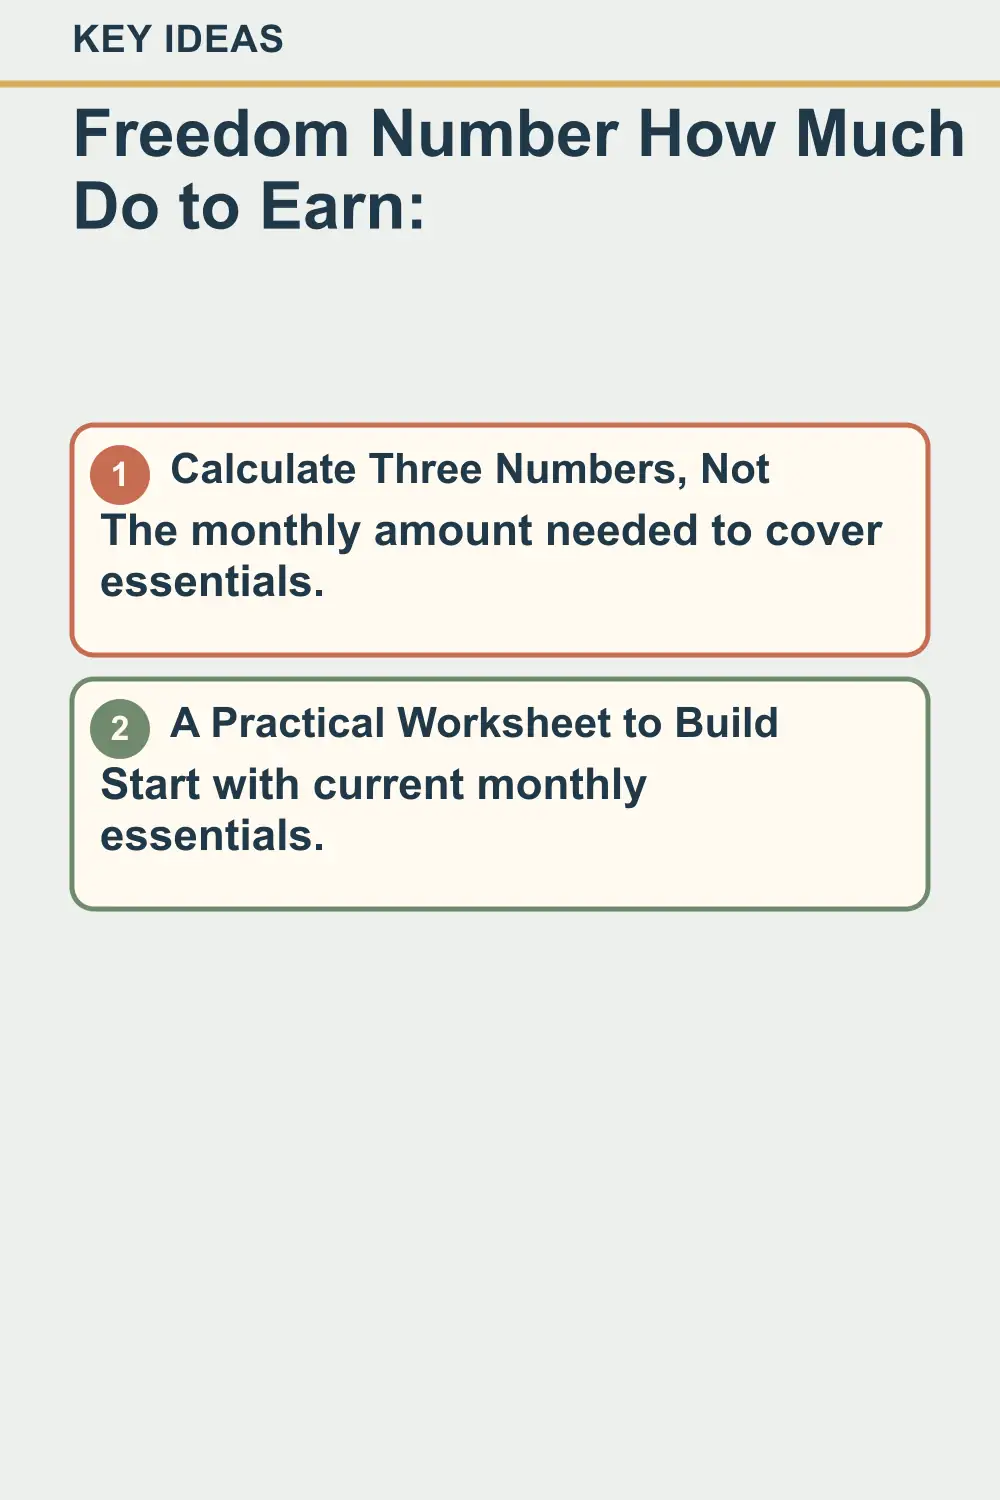 KEY IDEAS
Freedom Number How Much
Do to Earn:
1 Calculate Three Numbers, Not
The monthly amount needed to cover
essentials.
2 A Practical Worksheet to Build
Start with current monthly
essentials.